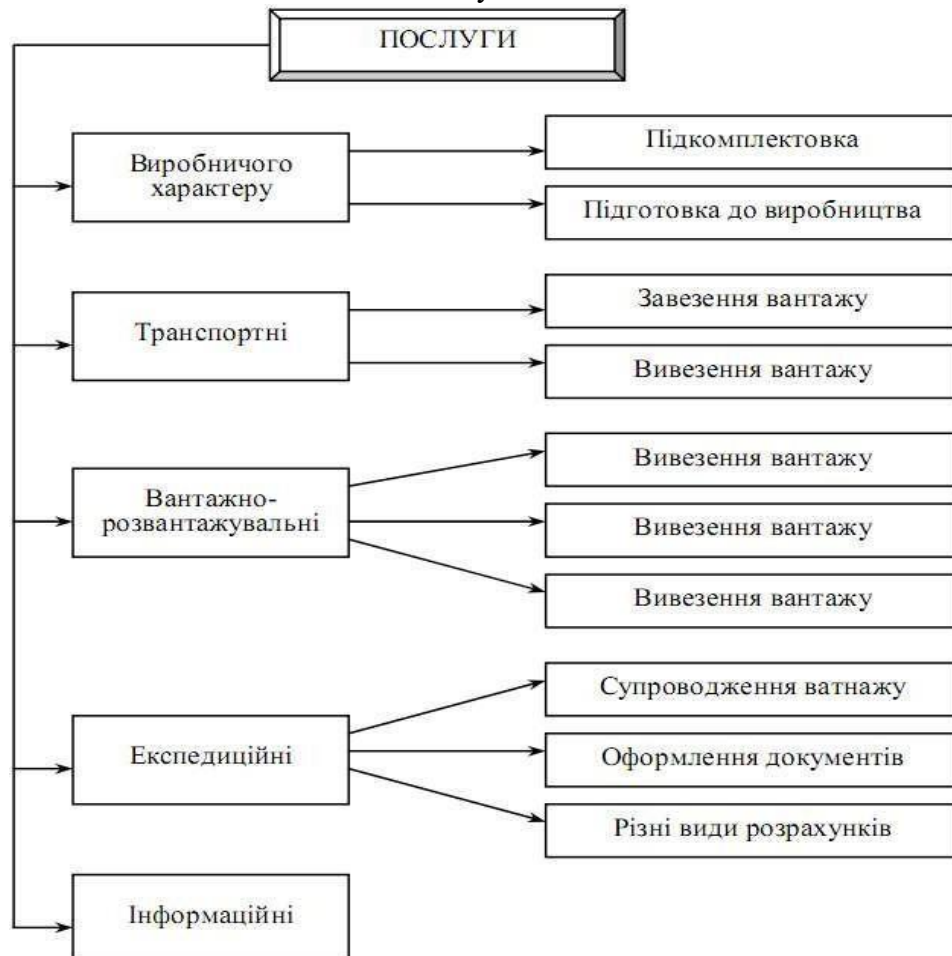 ПОСЛУГИ
Виробничого
характеру
Підкомплектовка
Підготовка до виробництва
Транспортні
Завезення вантажу
Вивезення вантажу
Вантажно-
розвантажувальні
Вивезення вантажу
Вивезення вантажу
Вивезення вантажу
Експедиційні
Супроводження ватнажу
Оформлення документів
Різні види розрахунків
Інформаційні